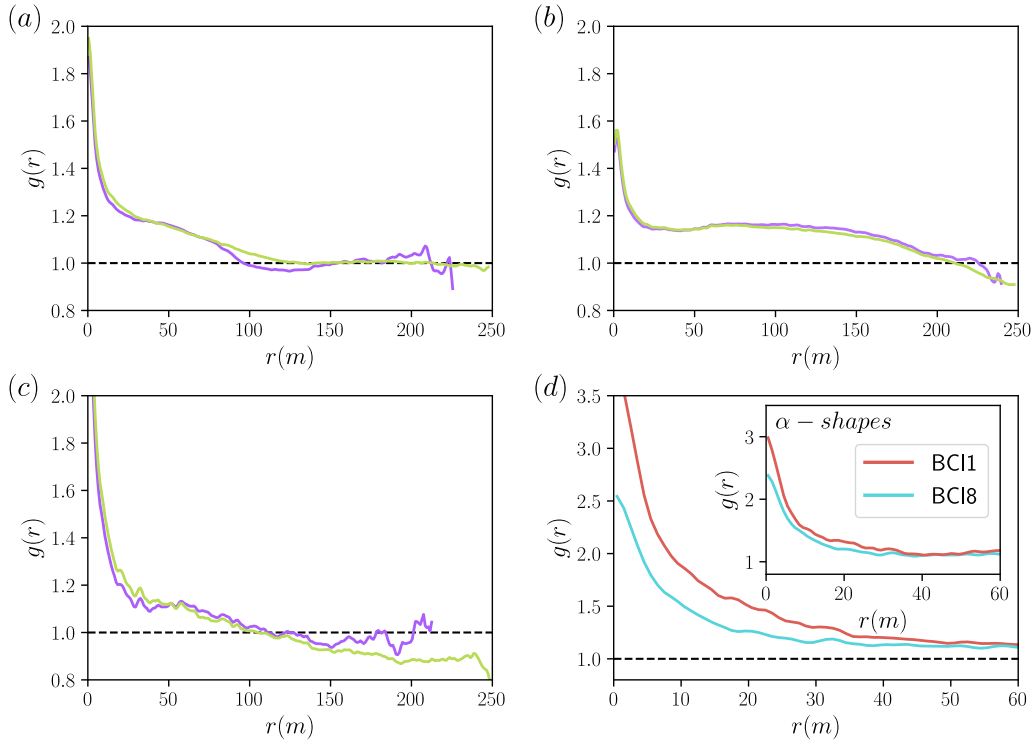 (a)
2.0
1.8
1.6
1.4
1.2
1.0
0.8
g(r)
0 50 100 150 200 250
r(m)
(b)
2.0
1.8
1.6
1.4
1.2
1.0
0.8
g(r)
0 50 100 150 200 250
r(m)
(c)
2.0
1.8
1.6
1.4
1.2
1.0
0.8
g(r)
0 50 100 150 200 250
r(m)
(d)
3.5
3.0
2.5
2.0
1.5
1.0
g(r)
0 10 20 30 40 50 60
r(m)
α − shapes
3
2
1
g(r)
BCI1
BCI8
0 20 40 60
r(m)